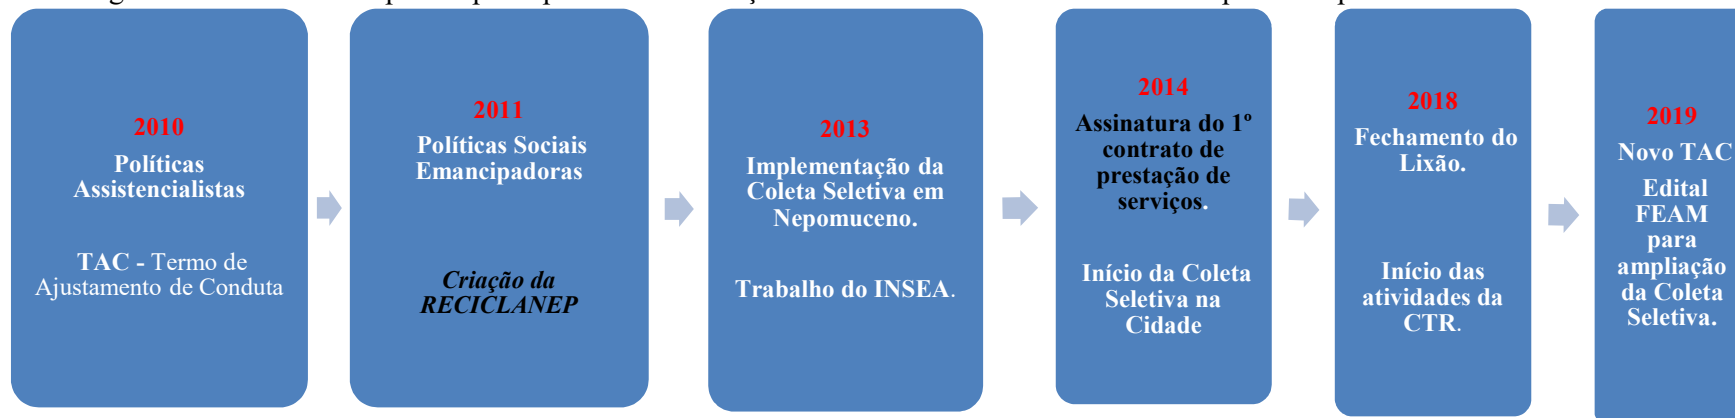 2010
Políticas
Assistencialistas
TAC - Termo de
Ajustamento de Conduta
2011
Políticas Sociais
Emancipadoras
Criação da
RECICLANEP
2013
Implementação da
Coleta Seletiva em
Nepomuceno.
Trabalho do INSEA.
2014
Assinatura do 1º
contrato de
prestação de
serviços.
Início da Coleta
Seletiva na
Cidade
2018
Fechamento do
Lixão.
Início das
atividades da
CTR.
2019
Novo TAC
Edital
FEAM
para
ampliação
da Coleta
Seletiva.